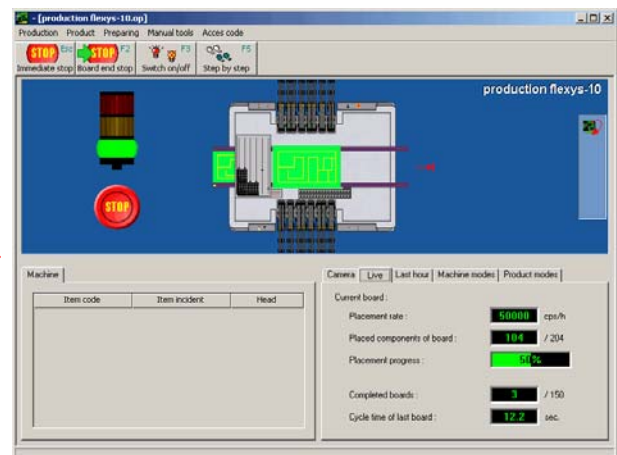 - [production flexys-10.op]
Production Product Preparing Manual tools Acces code
STOP Esc STOP F2 F3 F5
Immediate stop Board end stop Switch on/off Step by step
production flexys-10
STOP
Machine
Item code Item incident Head
Camera Live Last hour Machine modes Product modes
Current board :
Placement rate : 50000 cps/h
Placed components of board : 104 / 204
Placement progress : 50%
Completed boards : 3 / 150
Cycle time of last board : 12.2 sec.